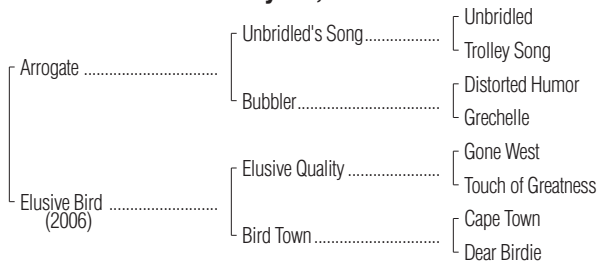 Unbridled
Unbridled's Song..................
Trolley Song
Arrogate ................................
Distorted Humor
Bubbler..................................
Grechelle
Gone West
Elusive Quality ......................
Touch of Greatness
Elusive Bird ..........................
(2006)
Cape Town
Bird Town..............................
Dear Birdie